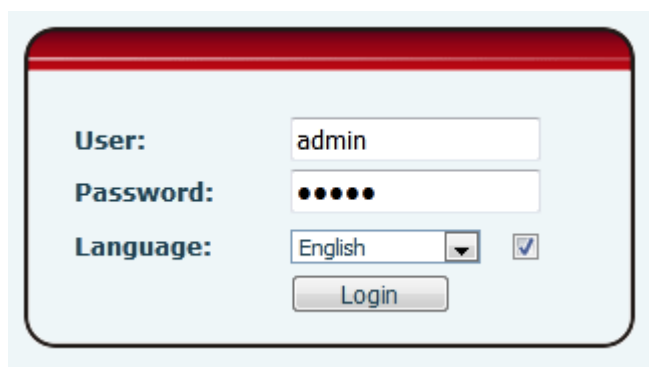 User: admin
Password: •••••
Language: English
Login